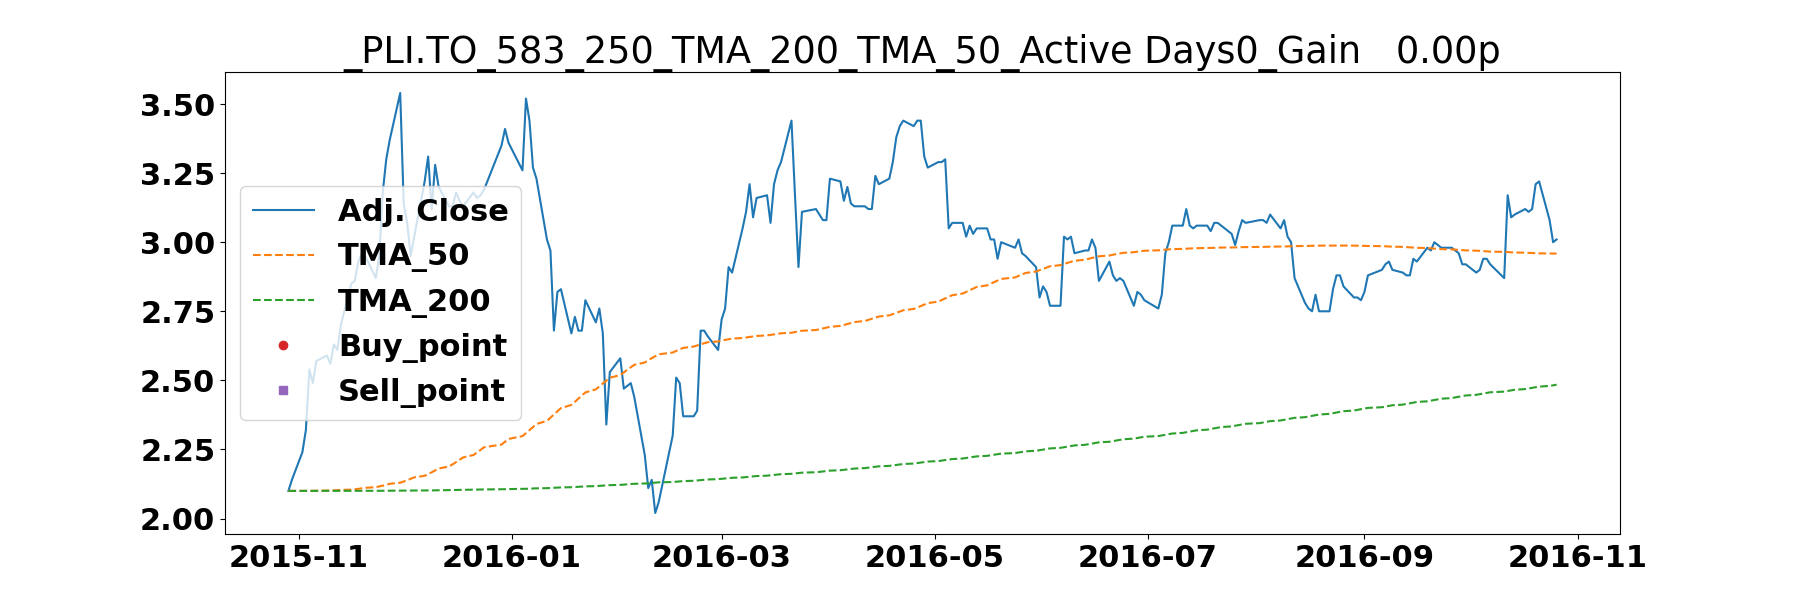 _PLI.TO_583_250_TMA_200_TMA_50_Active Days0_Gain   0.00p
3.50
3.25
3.00
2.75
2.50
2.25
2.00
Adj. Close
TMA_50
TMA_200
Buy_point
Sell_point
2015-11
2016-01
2016-03
2016-05
2016-07
2016-09
2016-11